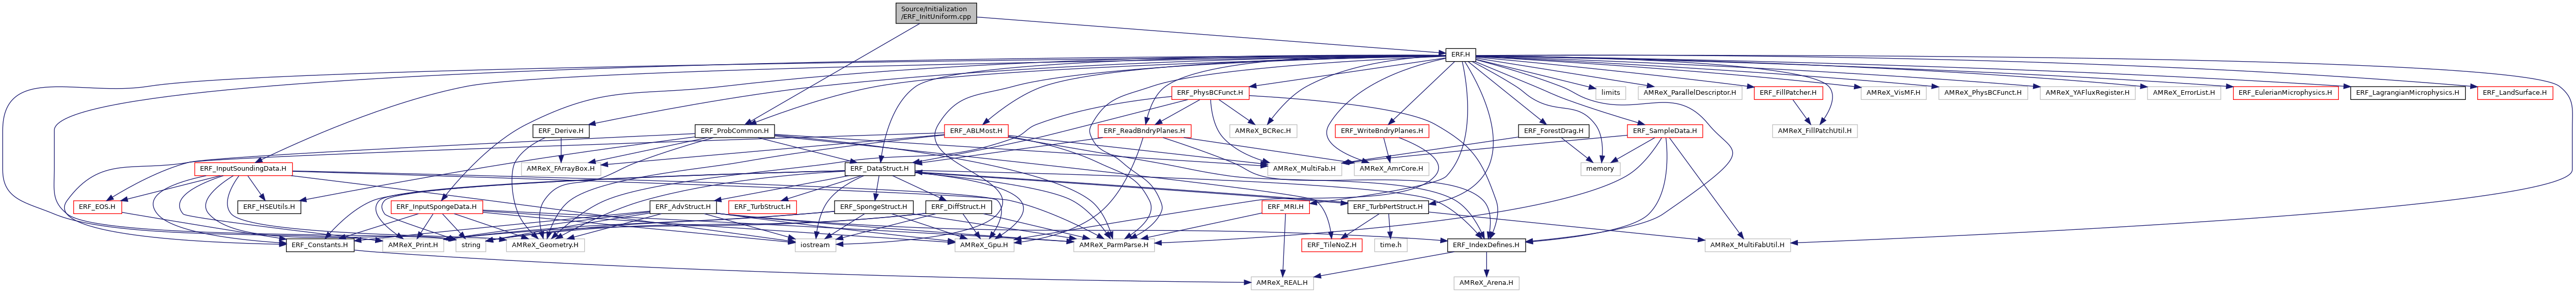 Source/Initialization
/ERF_InitUniform.cpp
ERF.H
ERF_PhysBCFunct.H
limits
AMReX_ParallelDescriptor.H
ERF_FillPatcher.H
AMReX_VisMF.H
AMReX_PhysBCFunct.H
AMReX_YAFluxRegister.H
AMReX_ErrorList.H
ERF_EulerianMicrophysics.H
ERF_LagrangianMicrophysics.H
ERF_LandSurface.H
ERF_Derive.H
ERF_ProbCommon.H
ERF_ABLMost.H
ERF_ReadBndryPlanes.H
AMReX_BCRec.H
ERF_WriteBndryPlanes.H
ERF_ForestDrag.H
ERF_SampleData.H
AMReX_FillPatchUtil.H
ERF_InputSoundingData.H
AMReX_FArrayBox.H
ERF_DataStruct.H
AMReX_MultiFab.H
AMReX_AmrCore.H
memory
ERF_EOS.H
ERF_HSEUtils.H
ERF_InputSpongeData.H
ERF_AdvStruct.H
ERF_TurbStruct.H
ERF_SpongeStruct.H
ERF_DiffStruct.H
ERF_MRI.H
ERF_TurbPertStruct.H
ERF_Constants.H
AMReX_Print.H
string
AMReX_Geometry.H
iostream
AMReX_Gpu.H
AMReX_ParmParse.H
ERF_TileNoZ.H
time.h
ERF_IndexDefines.H
AMReX_MultiFabUtil.H
AMReX_REAL.H
AMReX_Arena.H